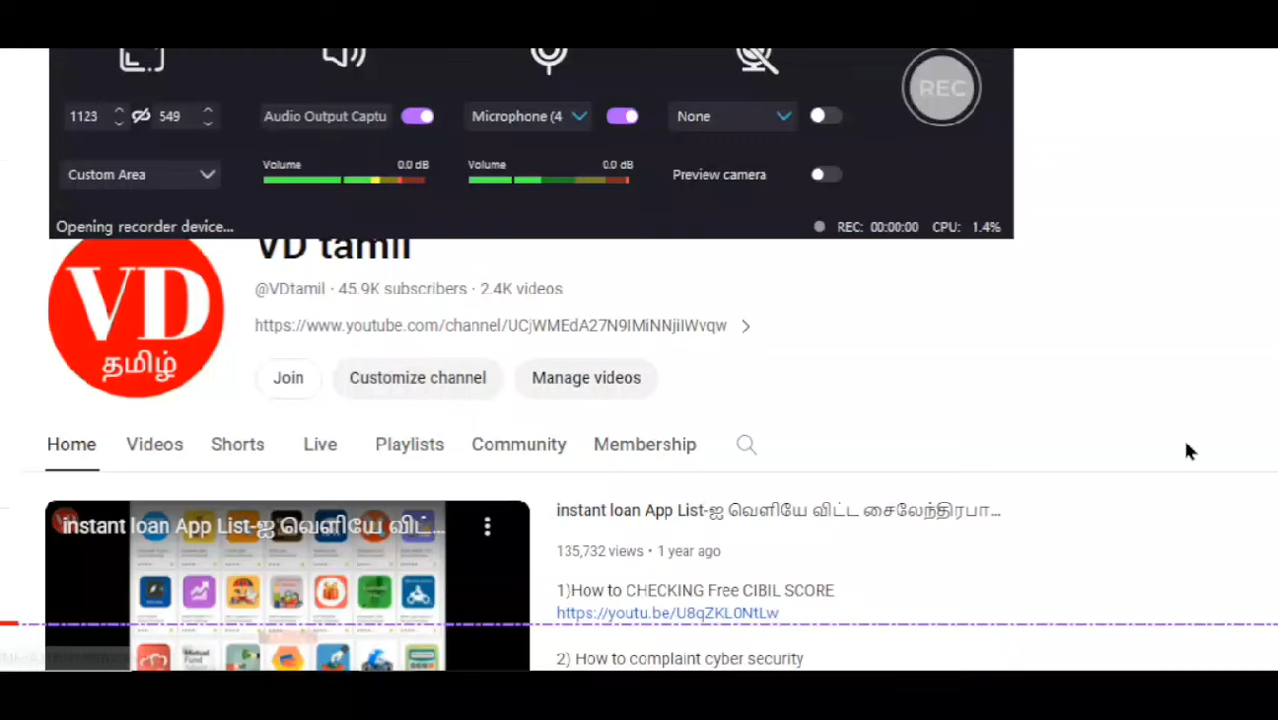 REC
1123
549
Audio Output Captu
Microphone (4
None
Custom Area
Volume
0.0 dB
Volume
0.0 dB
Preview camera
Opening recorder device...
REC: 00:00:00 CPU: 1.4%
VD tamil
VD
தமிழ்
@VDtamil · 45.9K subscribers · 2.4K videos
https://www.youtube.com/channel/UCjWMEdA27N9IMiNNjiIWvqw
Join
Customize channel
Manage videos
Home
Videos
Shorts
Live
Playlists
Community
Membership
instant loan App List-ஐ வெளியே விட்...
instant loan App List-ஐ வெளியே விட்ட சைலேந்திரபா...
135,732 views · 1 year ago
1)How to CHECKING Free CIBIL SCORE
https://youtu.be/U8qZKL0NtLw
2) How to complaint cyber security
Mutual